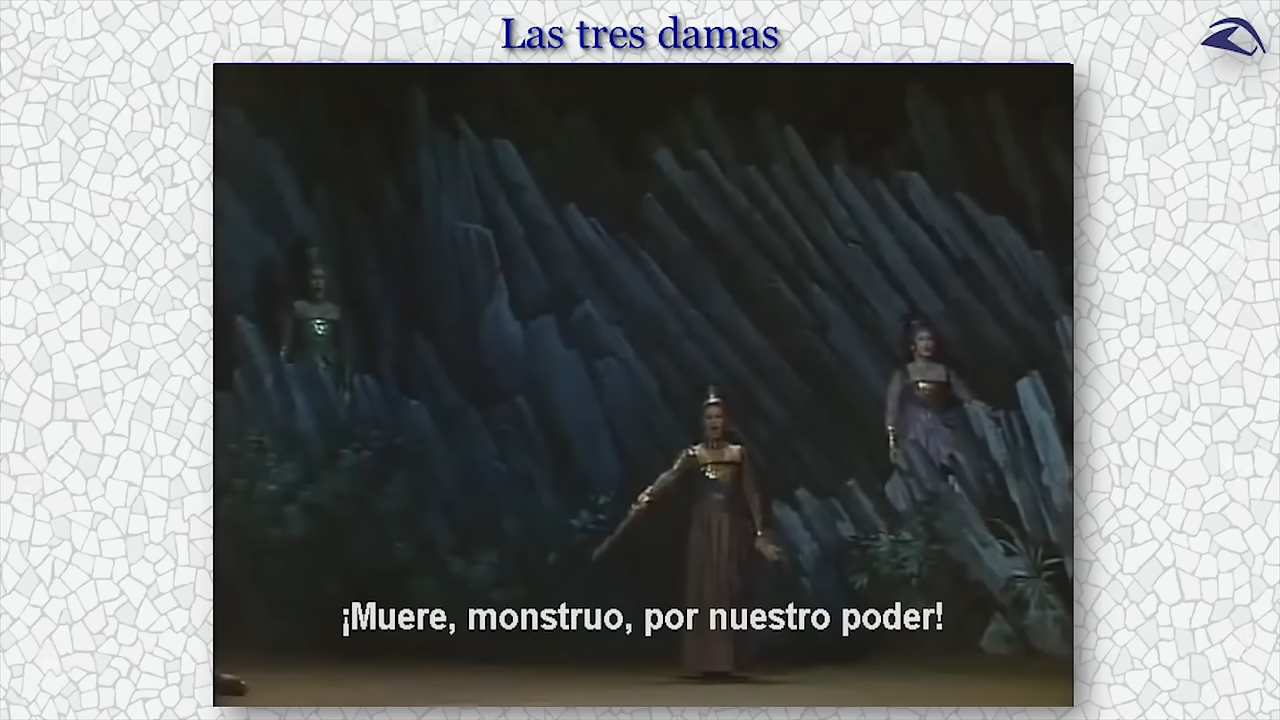 Las tres damas
¡Muere, monstruo, por nuestro poder!